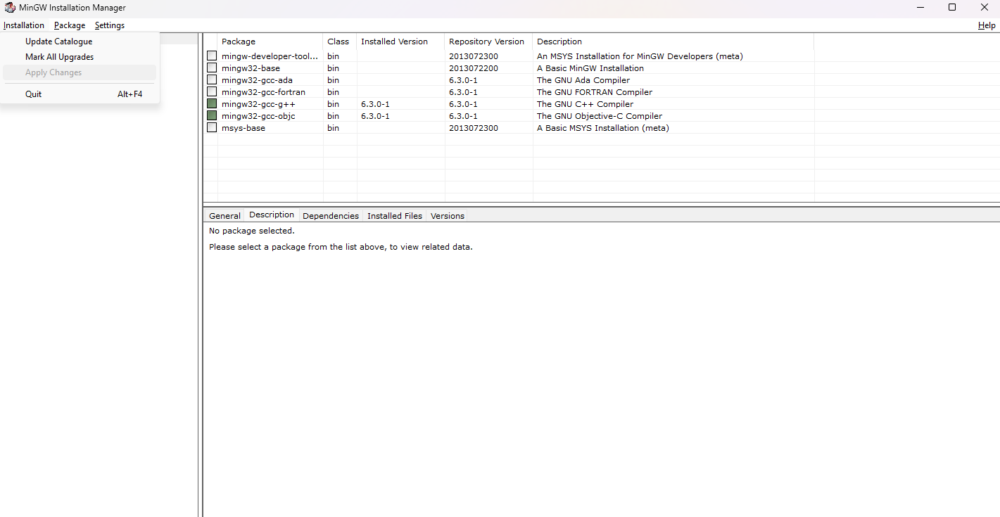 MinGW Installation Manager
Installation Package Settings Help
Update Catalogue
Mark All Upgrades
Apply Changes
Quit Alt+F4
Package Class Installed Version Repository Version Description
mingw-developer-tool... bin 2013072300 An MSYS Installation for MinGW Developers (meta)
mingw32-base bin 2013072200 A Basic MinGW Installation
mingw32-gcc-ada bin 6.3.0-1 The GNU Ada Compiler
mingw32-gcc-fortran bin 6.3.0-1 The GNU FORTRAN Compiler
mingw32-gcc-g++ bin 6.3.0-1 6.3.0-1 The GNU C++ Compiler
mingw32-gcc-objc bin 6.3.0-1 6.3.0-1 The GNU Objective-C Compiler
msys-base bin 2013072300 A Basic MSYS Installation (meta)
General Description Dependencies Installed Files Versions
No package selected.
Please select a package from the list above, to view related data.